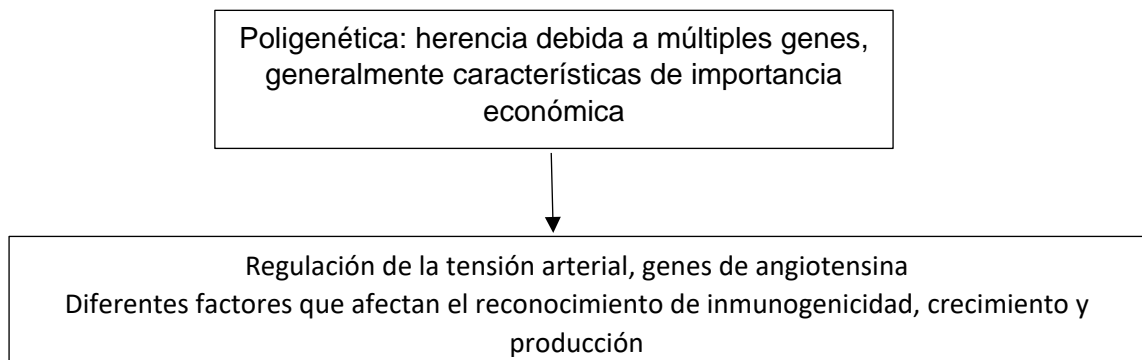 Poligenética: herencia debida a múltiples genes,
generalmente características de importancia
económica
Regulación de la tensión arterial, genes de angiotensina
Diferentes factores que afectan el reconocimiento de inmunogenicidad, crecimiento y
producción